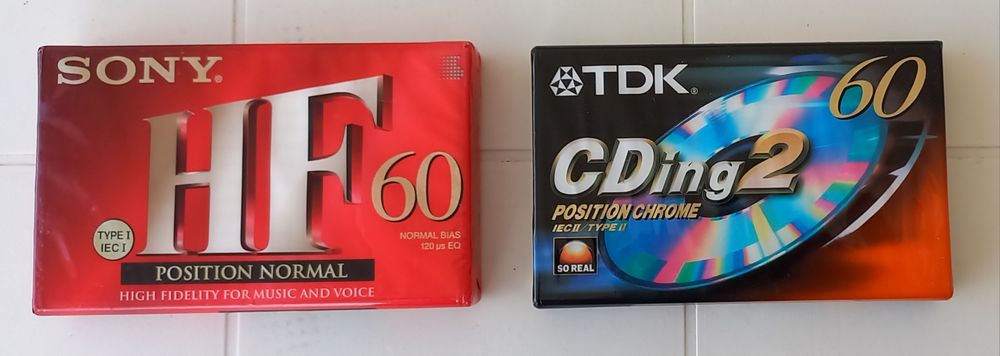 SONY®
HF
60
TYPE I
IEC I
NORMAL BIAS
120 µs EQ
POSITION NORMAL
HIGH FIDELITY FOR MUSIC AND VOICE
TDK®
60
CDing2
POSITION CHROME
IEC II / TYPE II
SO REAL